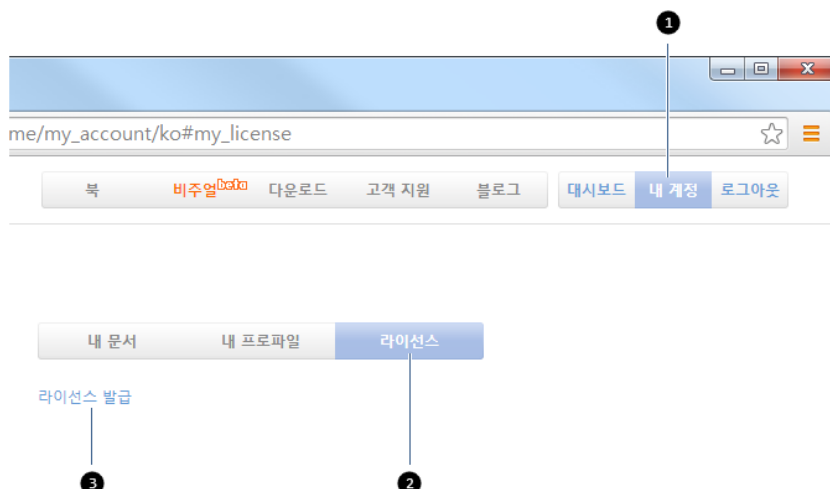 1
me/my_account/ko#my_license
북 비주얼beta 다운로드 고객 지원 블로그 대시보드 내 계정 로그아웃
내 문서 내 프로파일 라이선스
라이선스 발급
3 2